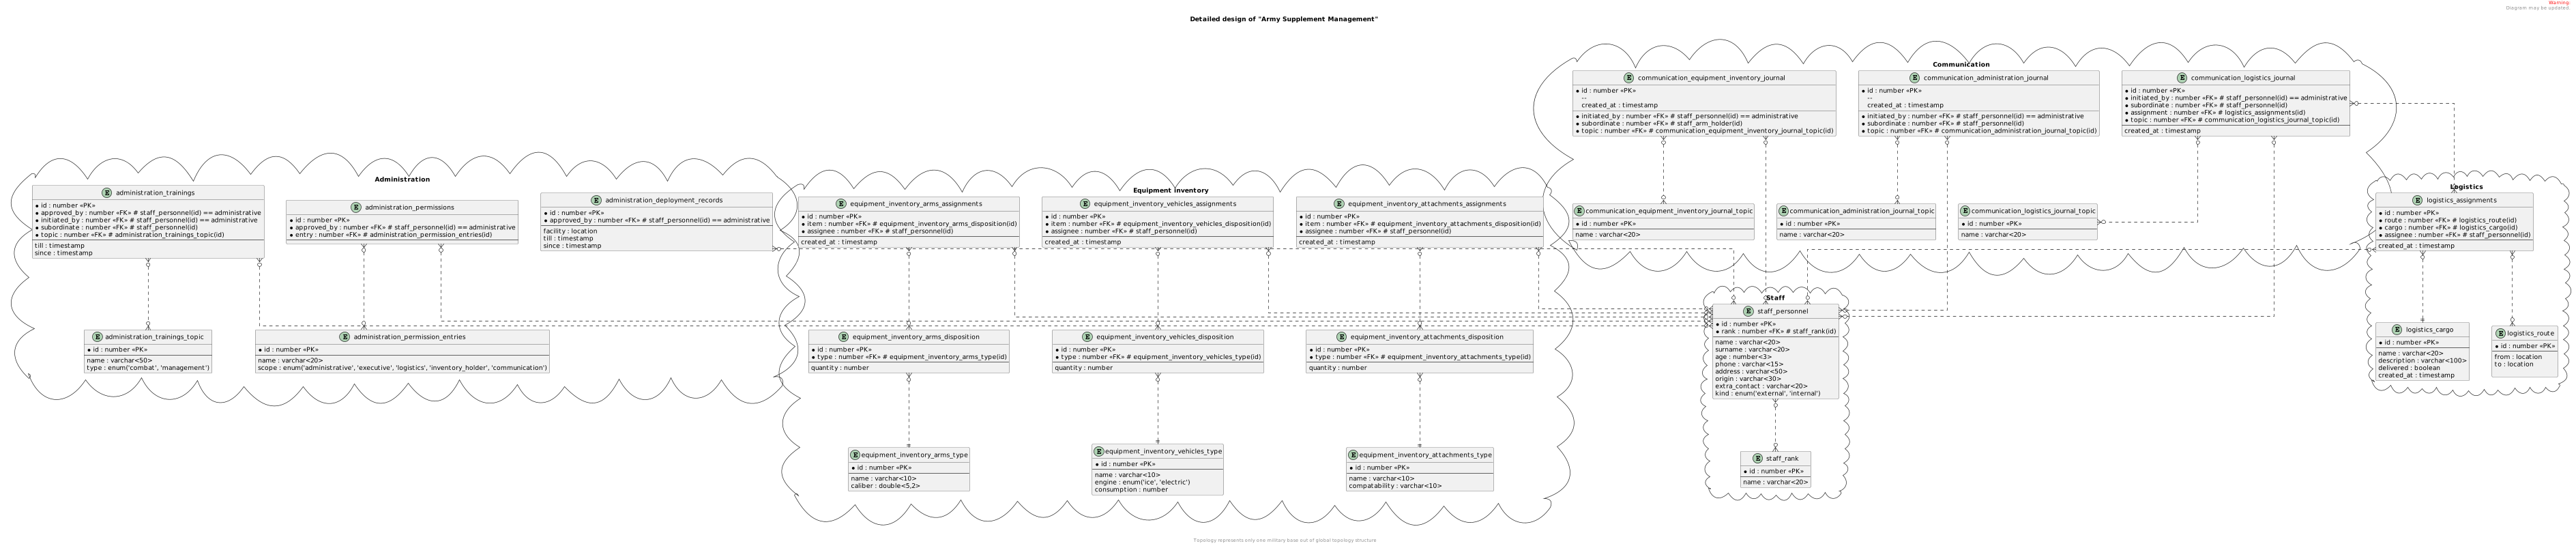 Warning
Diagram may be updated
Detailed design of "Army Supplement Management"
Communication
E communication_equipment_inventory_journal
id : number «PK»
--
created_at : timestamp
initiated_by : number «FK» # staff_personnel(id) == administrative
subordinate : number «FK» # staff_arm_holder(id)
topic : number «FK» # communication_equipment_inventory_journal_topic(id)
E communication_administration_journal
id : number «PK»
--
created_at : timestamp
initiated_by : number «FK» # staff_personnel(id) == administrative
subordinate : number «FK» # staff_personnel(id)
topic : number «FK» # communication_administration_journal_topic(id)
E communication_logistics_journal
id : number «PK»
initiated_by : number «FK» # staff_personnel(id) == administrative
subordinate : number «FK» # staff_personnel(id)
assignment : number «FK» # logistics_assignments(id)
topic : number «FK» # communication_logistics_journal_topic(id)
created_at : timestamp
E communication_equipment_inventory_journal_topic
id : number «PK»
name : varchar<20>
E communication_administration_journal_topic
id : number «PK»
name : varchar<20>
E communication_logistics_journal_topic
id : number «PK»
name : varchar<20>
Administration
E administration_trainings
id : number «PK»
approved_by : number «FK» # staff_personnel(id) == administrative
initiated_by : number «FK» # staff_personnel(id) == administrative
subordinate : number «FK» # staff_personnel(id)
topic : number «FK» # administration_trainings_topic(id)
till : timestamp
since : timestamp
E administration_permissions
id : number «PK»
approved_by : number «FK» # staff_personnel(id) == administrative
entry : number «FK» # administration_permission_entries(id)
E administration_deployment_records
id : number «PK»
approved_by : number «FK» # staff_personnel(id) == administrative
facility : location
till : timestamp
since : timestamp
E administration_trainings_topic
id : number «PK»
name : varchar<50>
type : enum('combat', 'management')
E administration_permission_entries
id : number «PK»
name : varchar<20>
scope : enum('administrative', 'executive', 'logistics', 'inventory_holder', 'communication')
Equipment inventory
E equipment_inventory_arms_assignments
id : number «PK»
item : number «FK» # equipment_inventory_arms_disposition(id)
assignee : number «FK» # staff_personnel(id)
created_at : timestamp
E equipment_inventory_vehicles_assignments
id : number «PK»
item : number «FK» # equipment_inventory_vehicles_disposition(id)
assignee : number «FK» # staff_personnel(id)
created_at : timestamp
E equipment_inventory_attachments_assignments
id : number «PK»
item : number «FK» # equipment_inventory_attachments_disposition(id)
assignee : number «FK» # staff_personnel(id)
created_at : timestamp
E equipment_inventory_arms_disposition
id : number «PK»
type : number «FK» # equipment_inventory_arms_type(id)
quantity : number
E equipment_inventory_vehicles_disposition
id : number «PK»
type : number «FK» # equipment_inventory_vehicles_type(id)
quantity : number
E equipment_inventory_attachments_disposition
id : number «PK»
type : number «FK» # equipment_inventory_attachments_type(id)
quantity : number
E equipment_inventory_arms_type
id : number «PK»
name : varchar<10>
caliber : double<5,2>
E equipment_inventory_vehicles_type
id : number «PK»
name : varchar<10>
engine : enum('ice', 'electric')
consumption : number
E equipment_inventory_attachments_type
id : number «PK»
name : varchar<10>
compatability : varchar<10>
Staff
E staff_personnel
id : number «PK»
rank : number «FK» # staff_rank(id)
name : varchar<20>
surname : varchar<20>
age : number<3>
phone : varchar<15>
address : varchar<50>
origin : varchar<30>
extra_contact : varchar<20>
kind : enum('external', 'internal')
E staff_rank
id : number «PK»
name : varchar<20>
Logistics
E logistics_assignments
id : number «PK»
route : number «FK» # logistics_route(id)
cargo : number «FK» # logistics_cargo(id)
assignee : number «FK» # staff_personnel(id)
created_at : timestamp
E logistics_cargo
id : number «PK»
name : varchar<20>
description : varchar<100>
delivered : boolean
created_at : timestamp
E logistics_route
id : number «PK»
from : location
to : location
Topology represents only one military base out of global topology structure